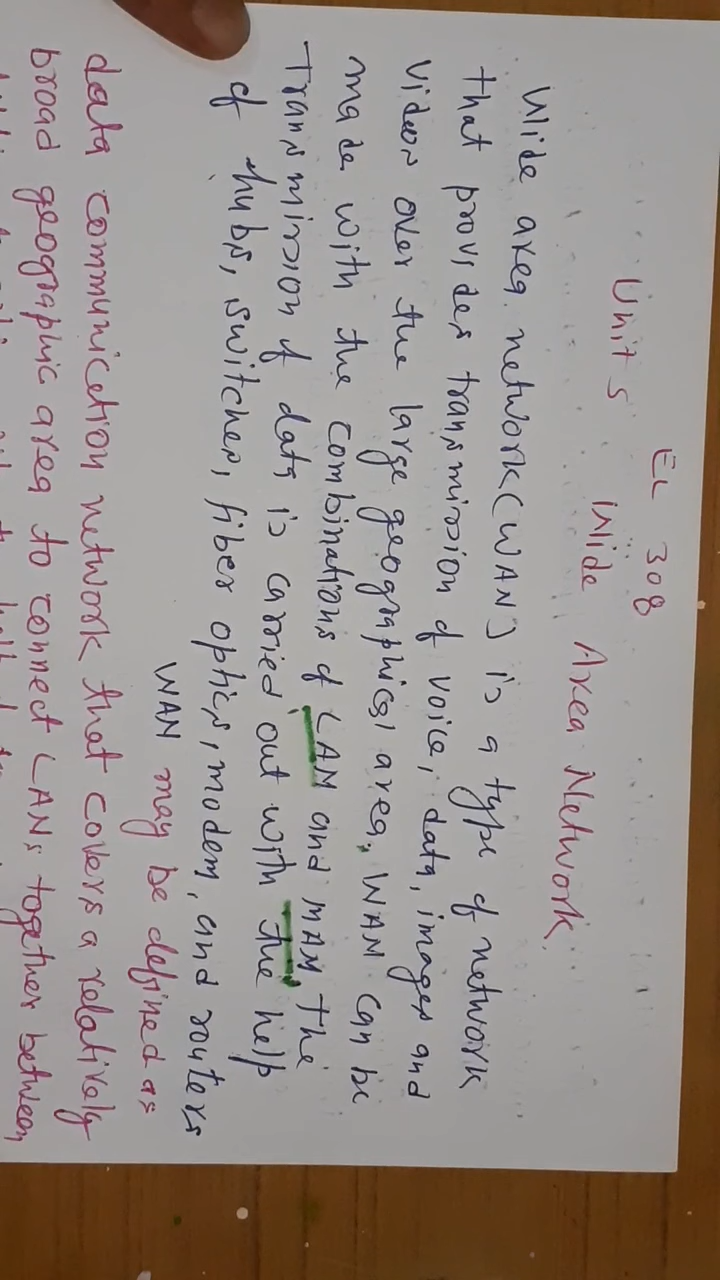 EC 308
Unit 5 Wide Area Network.
Wide area network (WAN) is a type of network
that provides transmission of voice, data, images and
videos over the large geographical area. WAN can be
made with the combinations of LAN and MAN The
Transmission of data is carried out with the help
of hubs, switches, fiber optics, modem, and routers
WAN may be defined as
data communication network that covers a relatively
broad geographic area to connect LANs together between